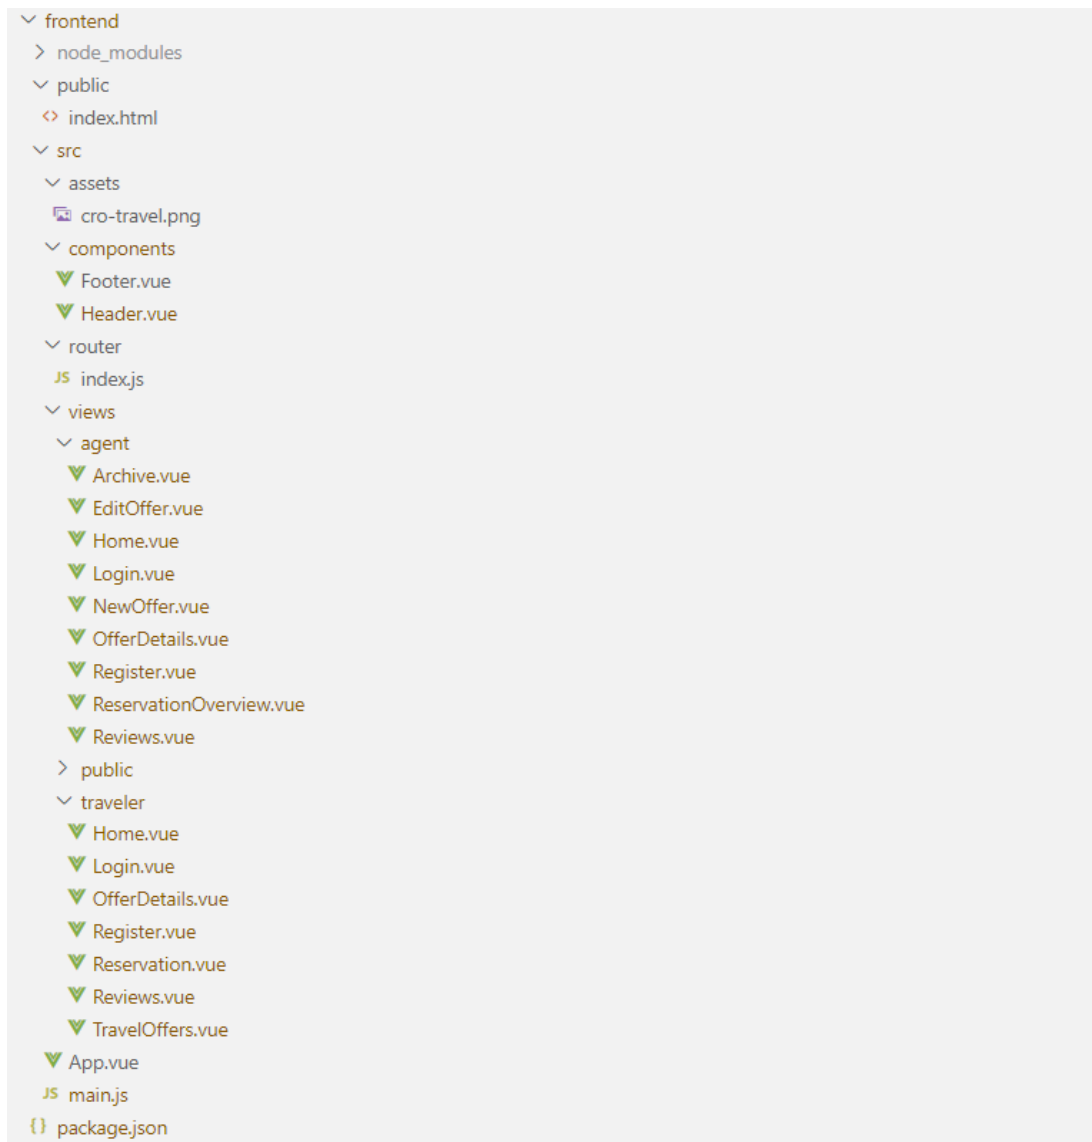 frontend
node_modules
public
index.html
src
assets
cro-travel.png
components
Footer.vue
Header.vue
router
JS index.js
views
agent
Archive.vue
EditOffer.vue
Home.vue
Login.vue
NewOffer.vue
OfferDetails.vue
Register.vue
ReservationOverview.vue
Reviews.vue
public
traveler
Home.vue
Login.vue
OfferDetails.vue
Register.vue
Reservation.vue
Reviews.vue
TravelOffers.vue
App.vue
JS main.js
{} package.json